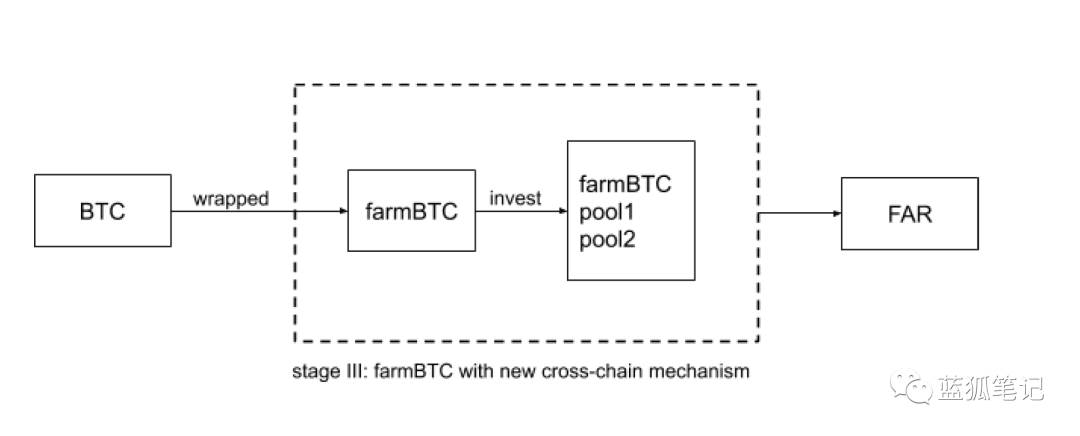 BTC
wrapped
farmBTC
invest
farmBTC
pool1
pool2
FAR
stage III: farmBTC with new cross-chain mechanism
蓝狐笔记